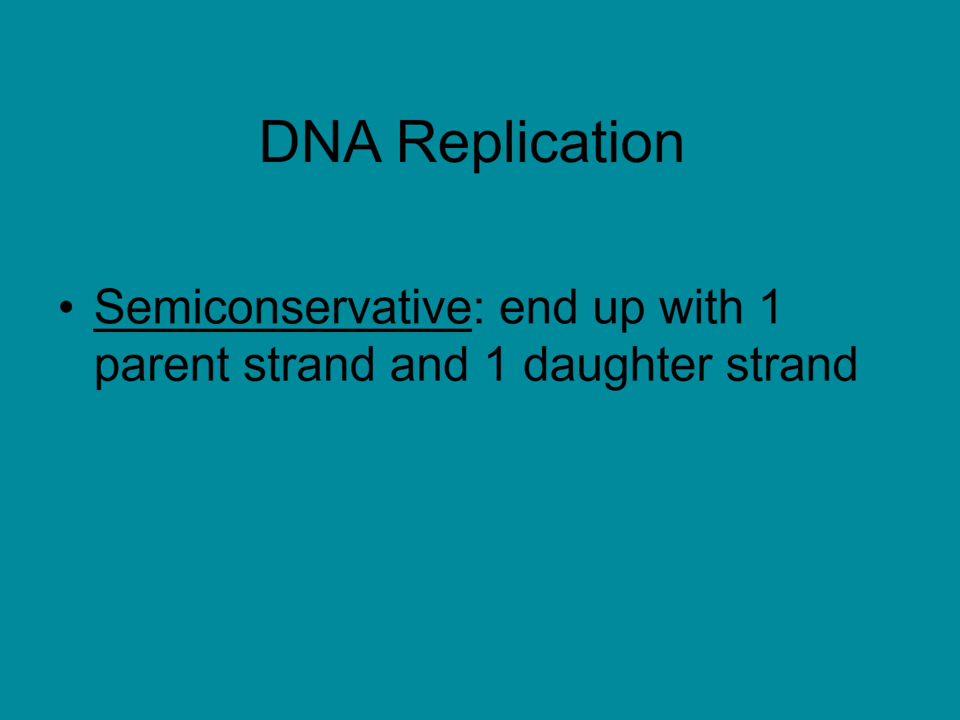 DNA Replication
• Semiconservative: end up with 1
parent strand and 1 daughter strand